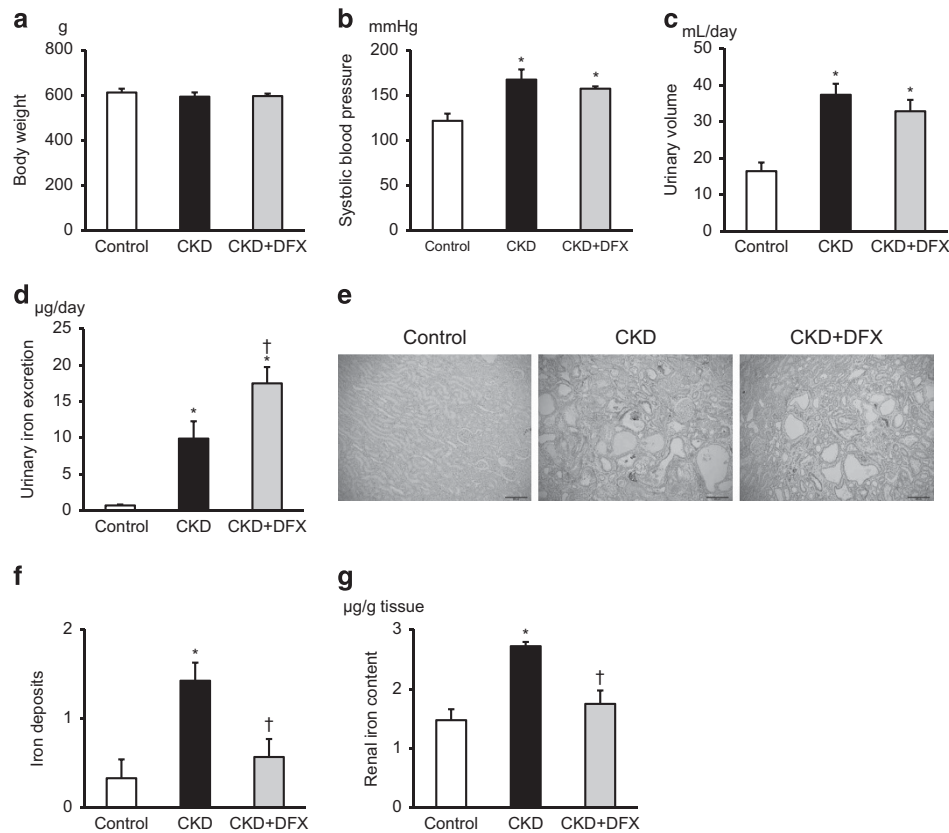 a
g
800
600
400
200
0
Body weight
Control
CKD
CKD+DFX
b
mmHg
200
150
100
50
0
Systolic blood pressure
*
*
Control
CKD
CKD+DFX
c
mL/day
50
40
30
20
10
0
Urinary volume
*
*
Control
CKD
CKD+DFX
d
μg/day
25
20
15
10
5
0
Urinary iron excretion
*
†
*
Control
CKD
CKD+DFX
e
Control
CKD
CKD+DFX
f
2
1
0
Iron deposits
*
†
Control
CKD
CKD+DFX
g
μg/g tissue
3
2
1
0
Renal iron content
*
†
Control
CKD
CKD+DFX